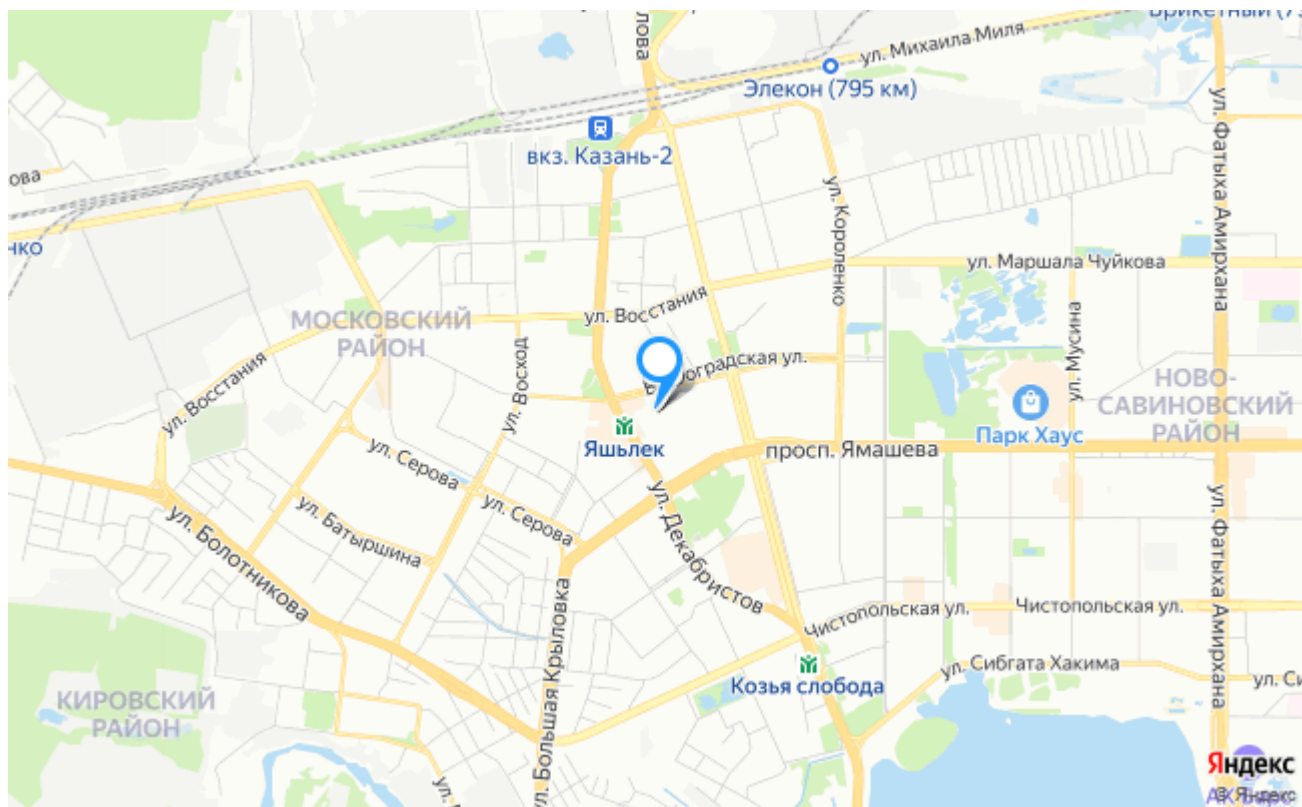 ул. Михаила Миля
Элекон (795 км)
вкз. Казань-2
ул. Фатыха Амирхана
ул. Короленко
ул. Маршала Чуйкова
ул. Восстания
МОСКОВСКИЙ
РАЙОН
ул. Мусина
ул. Восход
НОВО-
САВИНОВСКИЙ
РАЙОН
ул. Восстания
Парк Хаус
Яшьлек
просп. Ямашева
ул. Серова
ул. Серова
ул. Батыршина
ул. Болотникова
ул. Декабристов
ул. Фатыха Амирхана
Чистопольская ул.
Чистопольская ул.
ул. Большая Крыловка
ул. Сибгата Хакима
Козья слобода
КИРОВСКИЙ
РАЙОН
Яндекс
© Яндекс